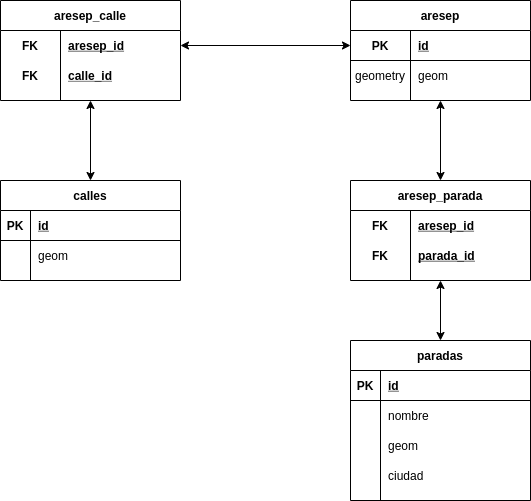 aresep_calle
FK aresep_id
FK calle_id
aresep
PK id
geometry geom
calles
PK id
geom
aresep_parada
FK aresep_id
FK parada_id
paradas
PK id
nombre
geom
ciudad